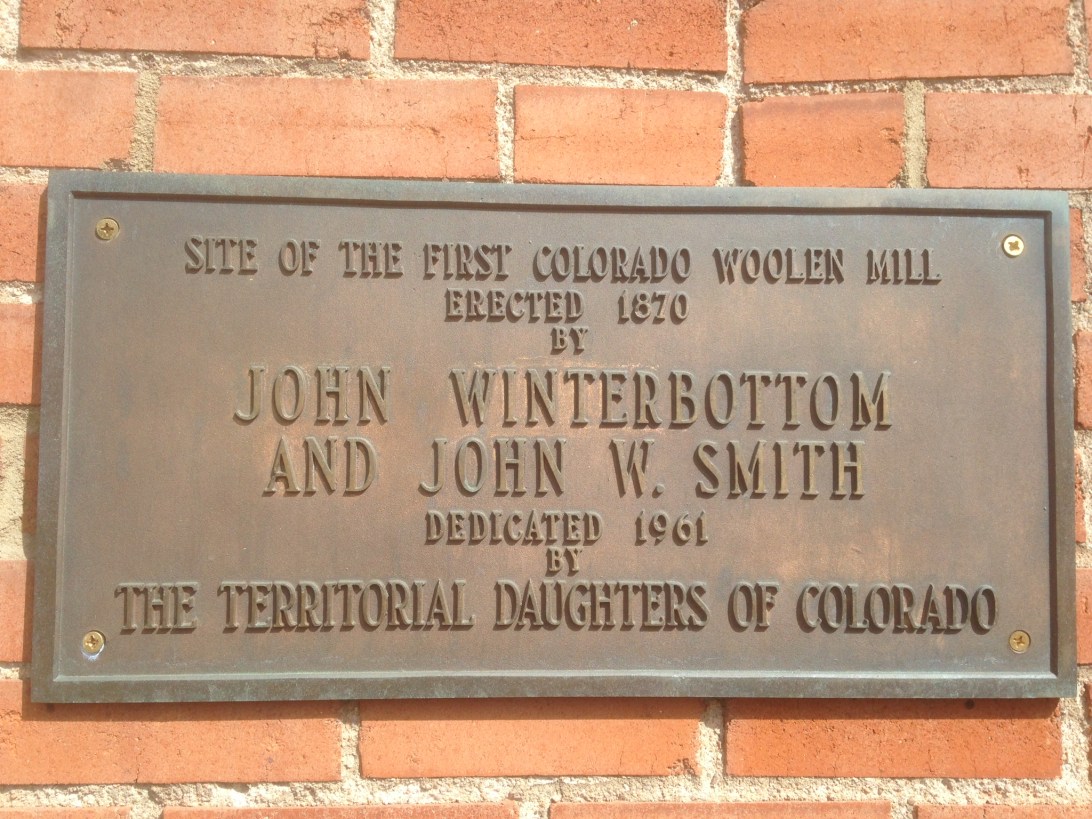 SITE OF THE FIRST COLORADO WOOLEN MILL
ERECTED 1870
BY
JOHN WINTERBOTTOM
AND JOHN W. SMITH
DEDICATED 1961
BY
THE TERRITORIAL DAUGHTERS OF COLORADO